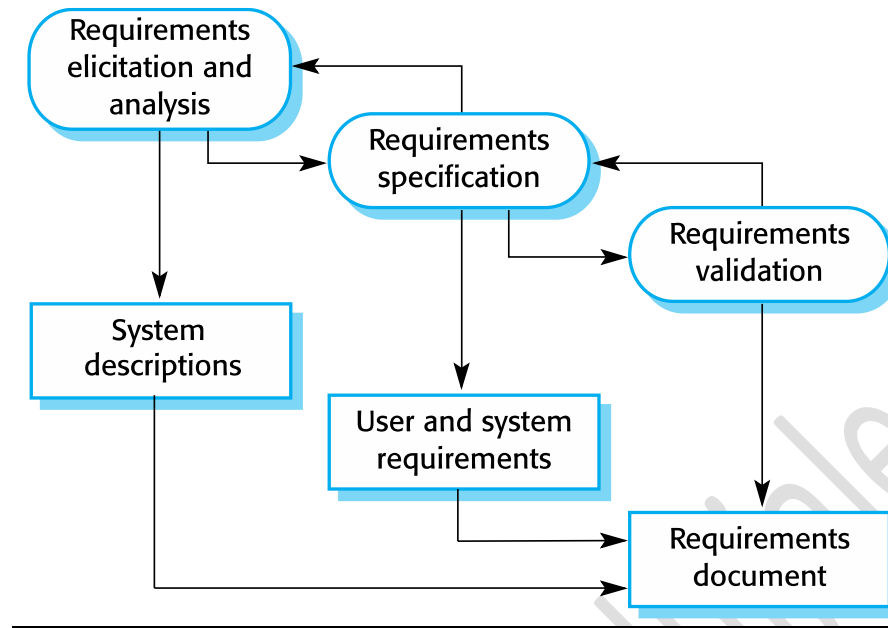 Requirements
elicitation and
analysis
Requirements
specification
Requirements
validation
System
descriptions
User and system
requirements
Requirements
document